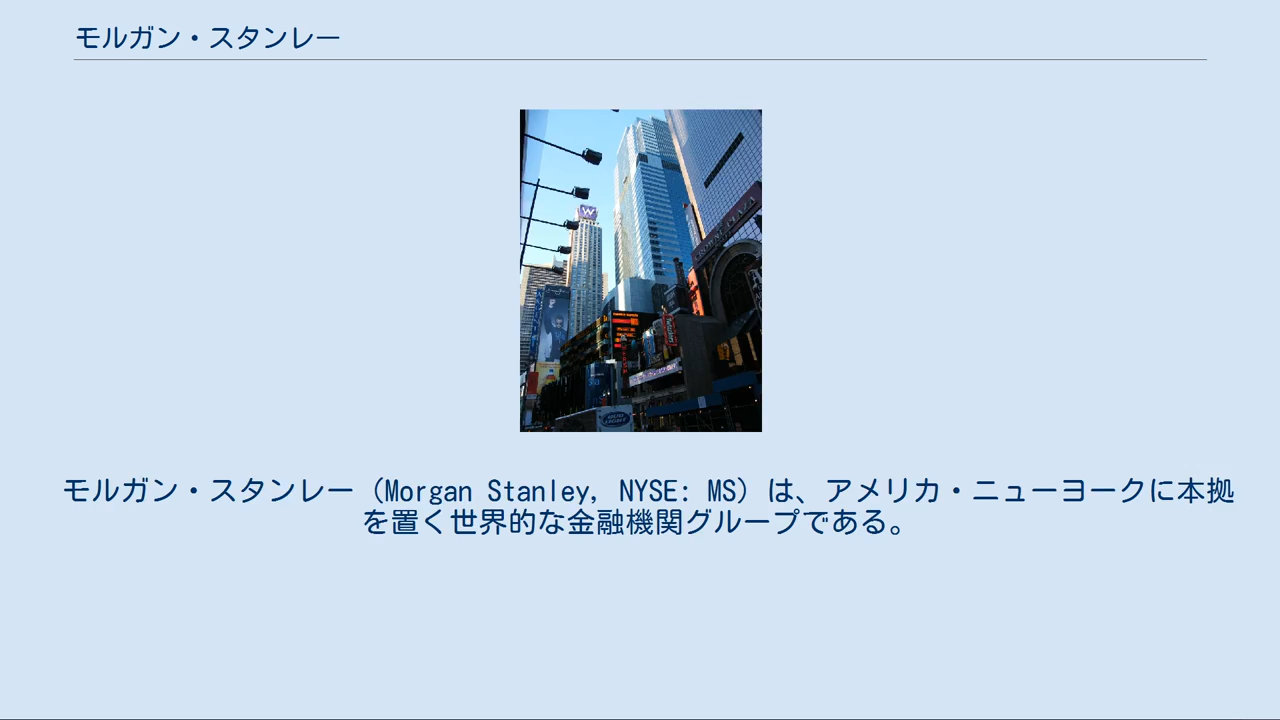 モルガン・スタンレー
W
モルガン・スタンレー（Morgan Stanley, NYSE: MS）は、アメリカ・ニューヨークに本拠
を置く世界的な金融機関グループである。